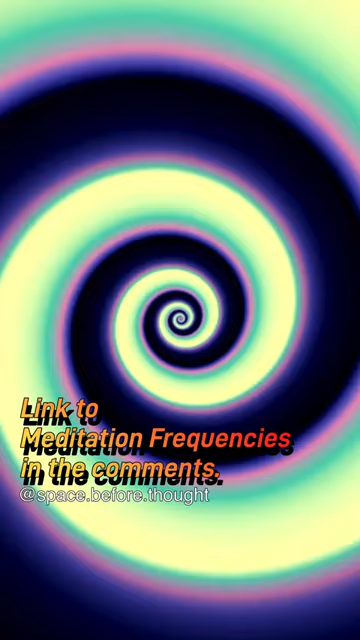 Link to
Meditation Frequencies
in the comments.
@space.before.thought